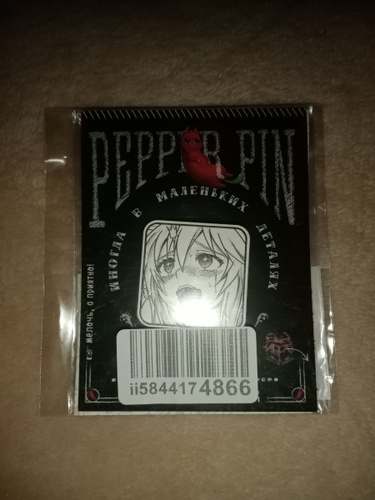 PEPPER PIN
ИНОГДА В МАЛЕНЬКИХ ДЕТАЛЯХ
мелочь, а приятно!
ii5844174866